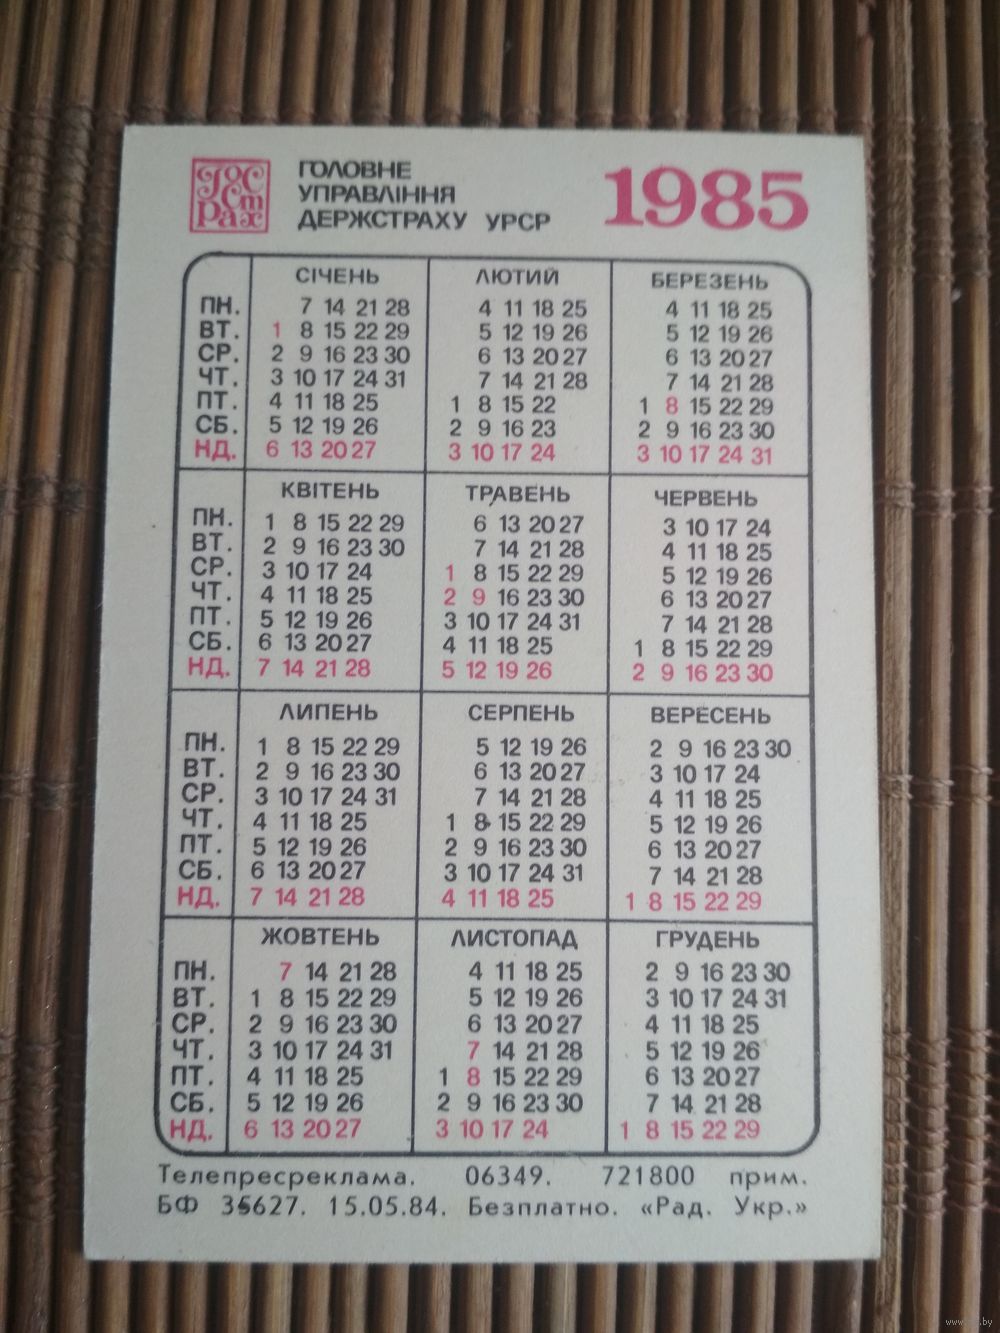 Гос
Ст
Рах
ГОЛОВНЕ
УПРАВЛІННЯ
ДЕРЖСТРАХУ УРСР
1985
СІЧЕНЬ ЛЮТИЙ БЕРЕЗЕНЬ
ПН. 7 14 21 28 4 11 18 25 4 11 18 25
ВТ. 1 8 15 22 29 5 12 19 26 5 12 19 26
СР. 2 9 16 23 30 6 13 20 27 6 13 20 27
ЧТ. 3 10 17 24 31 7 14 21 28 7 14 21 28
ПТ. 4 11 18 25 1 8 15 22 1 8 15 22 29
СБ. 5 12 19 26 2 9 16 23 2 9 16 23 30
НД. 6 13 20 27 3 10 17 24 3 10 17 24 31
КВІТЕНЬ ТРАВЕНЬ ЧЕРВЕНЬ
ПН. 1 8 15 22 29 6 13 20 27 3 10 17 24
ВТ. 2 9 16 23 30 7 14 21 28 4 11 18 25
СР. 3 10 17 24 1 8 15 22 29 5 12 19 26
ЧТ. 4 11 18 25 2 9 16 23 30 6 13 20 27
ПТ. 5 12 19 26 3 10 17 24 31 7 14 21 28
СБ. 6 13 20 27 4 11 18 25 1 8 15 22 29
НД. 7 14 21 28 5 12 19 26 2 9 16 23 30
ЛИПЕНЬ СЕРПЕНЬ ВЕРЕСЕНЬ
ПН. 1 8 15 22 29 5 12 19 26 2 9 16 23 30
ВТ. 2 9 16 23 30 6 13 20 27 3 10 17 24
СР. 3 10 17 24 31 7 14 21 28 4 11 18 25
ЧТ. 4 11 18 25 1 8 15 22 29 5 12 19 26
ПТ. 5 12 19 26 2 9 16 23 30 6 13 20 27
СБ. 6 13 20 27 3 10 17 24 31 7 14 21 28
НД. 7 14 21 28 4 11 18 25 1 8 15 22 29
ЖОВТЕНЬ ЛИСТОПАД ГРУДЕНЬ
ПН. 7 14 21 28 4 11 18 25 2 9 16 23 30
ВТ. 1 8 15 22 29 5 12 19 26 3 10 17 24 31
СР. 2 9 16 23 30 6 13 20 27 4 11 18 25
ЧТ. 3 10 17 24 31 7 14 21 28 5 12 19 26
ПТ. 4 11 18 25 1 8 15 22 29 6 13 20 27
СБ. 5 12 19 26 2 9 16 23 30 7 14 21 28
НД. 6 13 20 27 3 10 17 24 1 8 15 22 29
Телепресреклама. 06349. 721800 прим.
БФ 35627. 15.05.84. Безплатно. «Рад. Укр.»